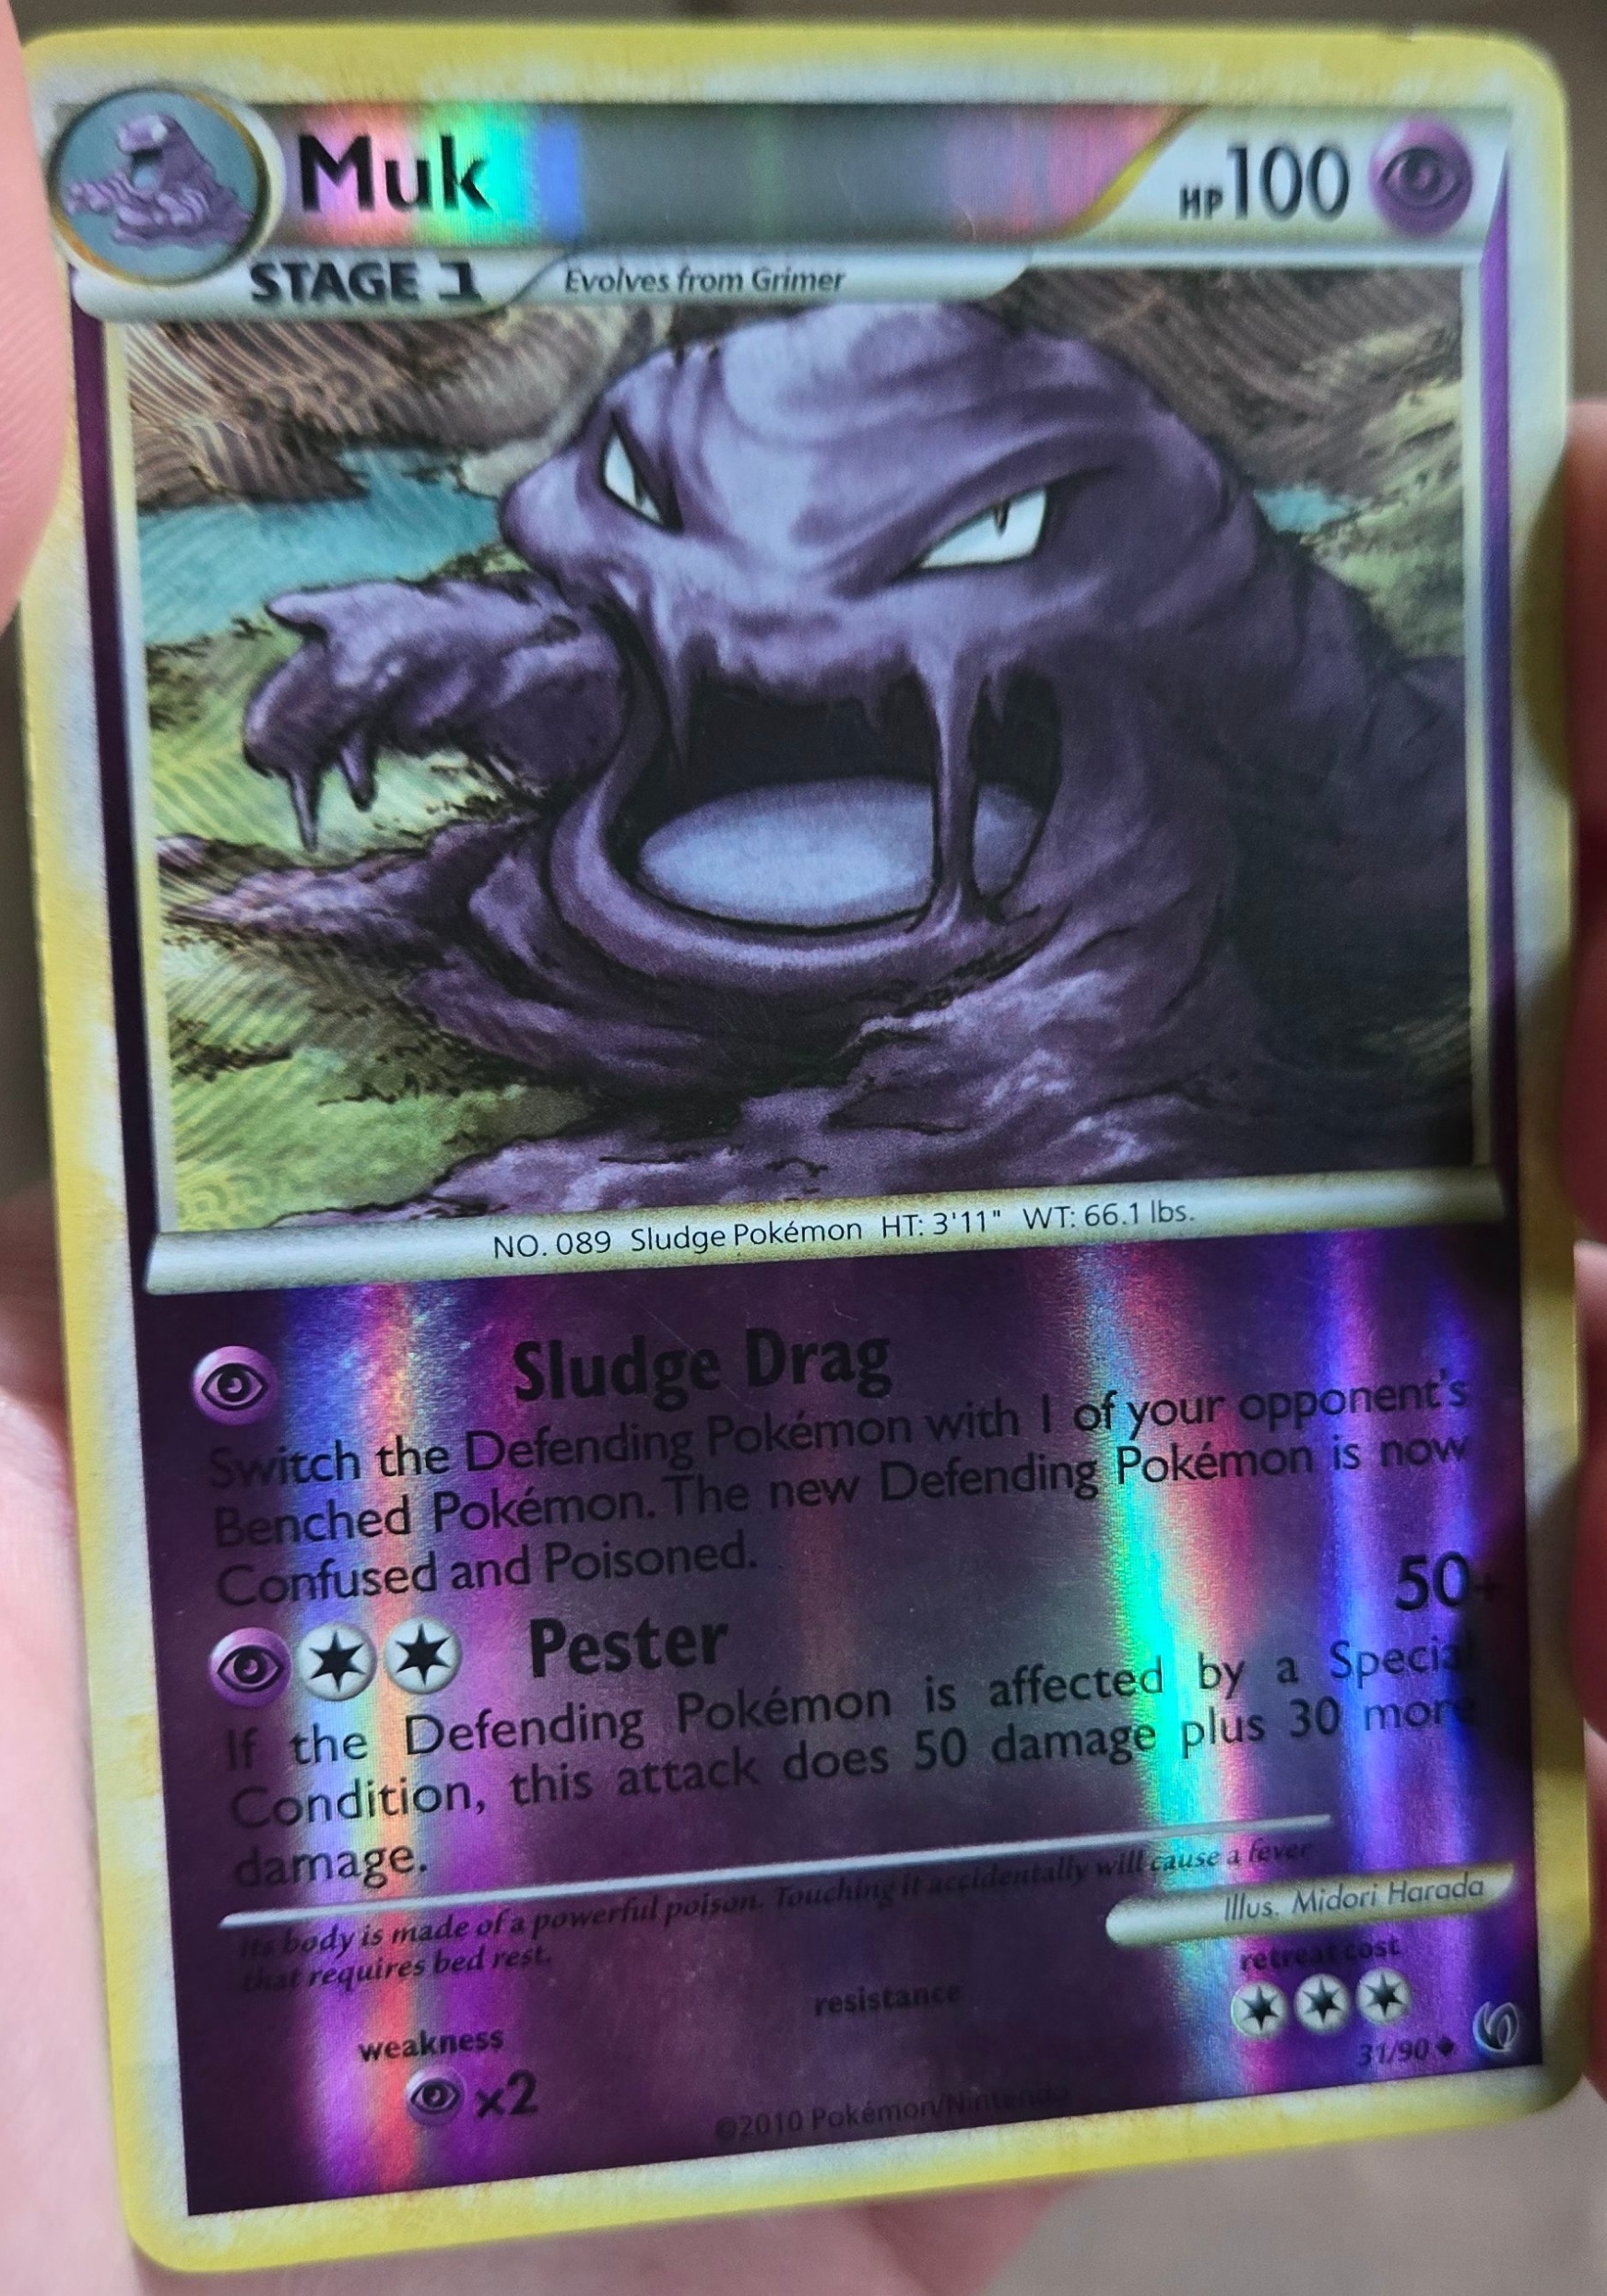 Muk
HP 100
STAGE 1 Evolves from Grimer
NO. 089 Sludge Pokémon HT: 3'11" WT: 66.1 lbs.
Sludge Drag
Switch the Defending Pokémon with 1 of your opponent's
Benched Pokémon. The new Defending Pokémon is now
Confused and Poisoned.
Pester 50+
If the Defending Pokémon is affected by a Special
Condition, this attack does 50 damage plus 30 more
damage.
Its body is made of a powerful poison. Touching it accidentally will cause a fever
that requires bed rest.
Illus. Midori Harada
weakness
x2
resistance
retreat cost
31/90
©2010 Pokémon/Nintendo